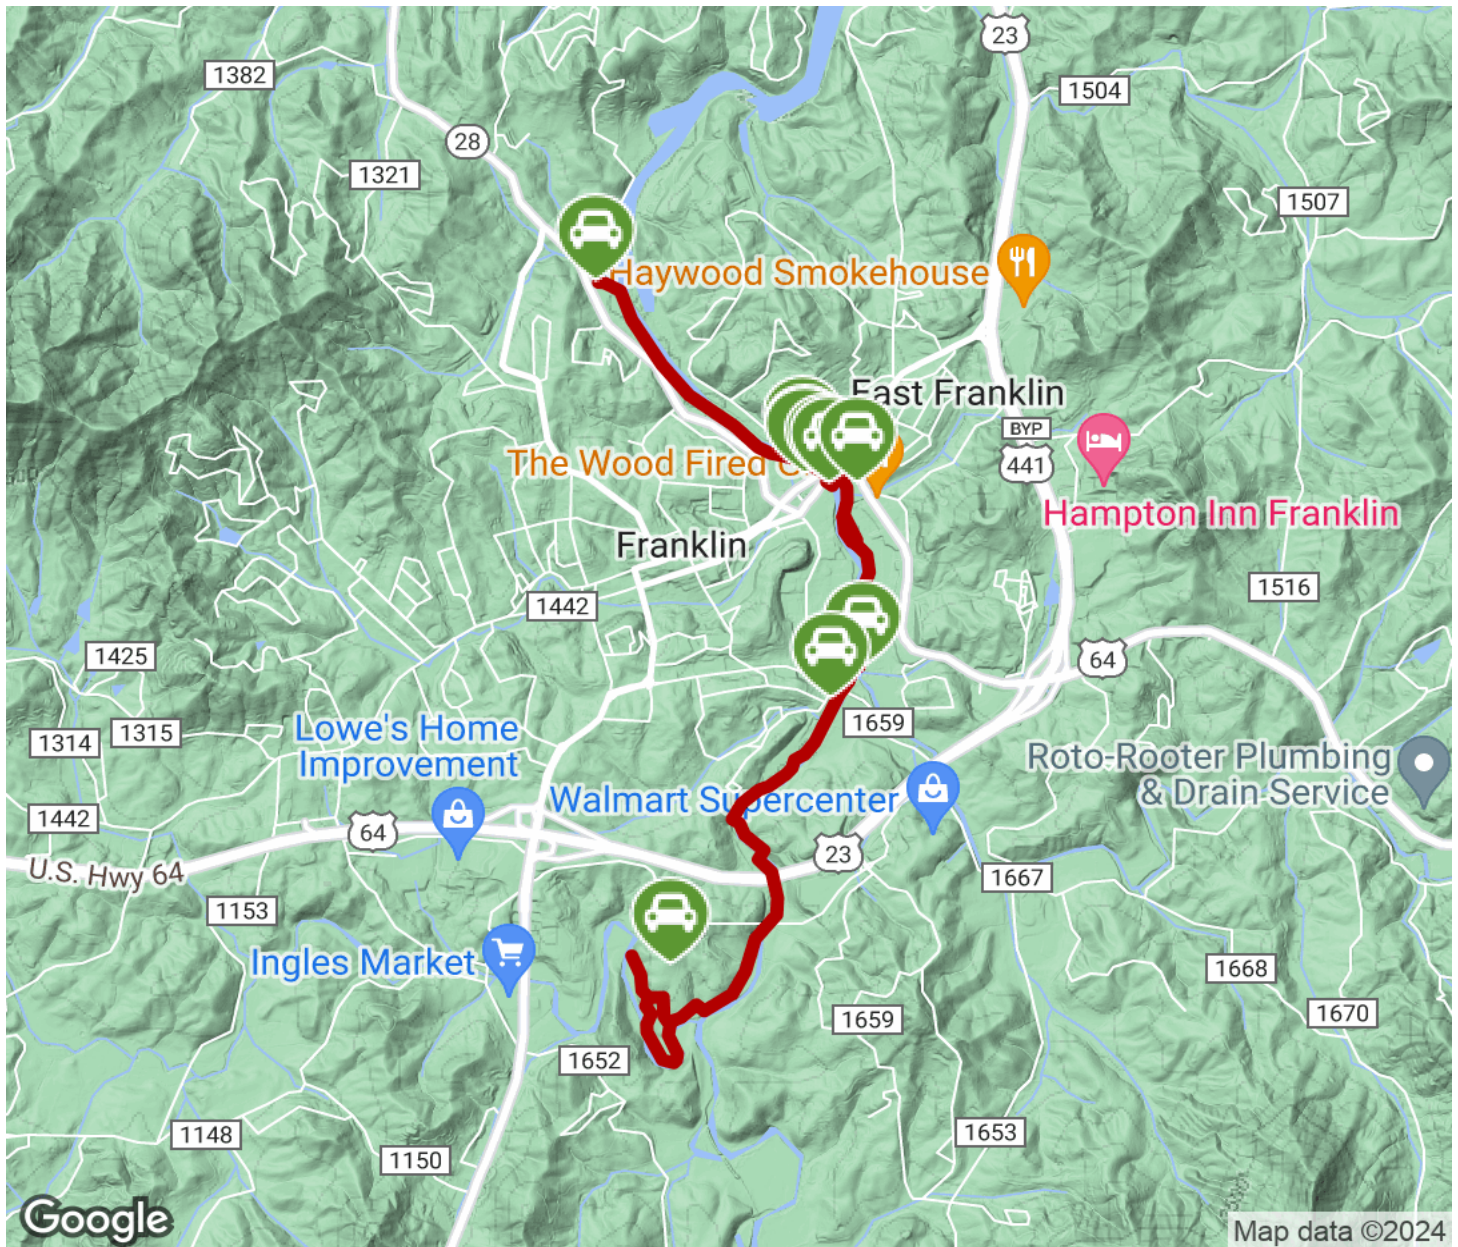 23
1382
1504
28
1321
1507
Haywood Smokehouse
East Franklin
BYP
441
The Wood Fired
Hampton Inn Franklin
Franklin
1516
1442
1425
64
1659
1315
1314
Lowe's Home
Improvement
Roto-Rooter Plumbing
& Drain Service
Walmart Supercenter
1442
64
23
U.S. Hwy 64
1667
1153
Ingles Market
1668
1659
1670
1652
1148
1653
1150
Google
Map data ©2024